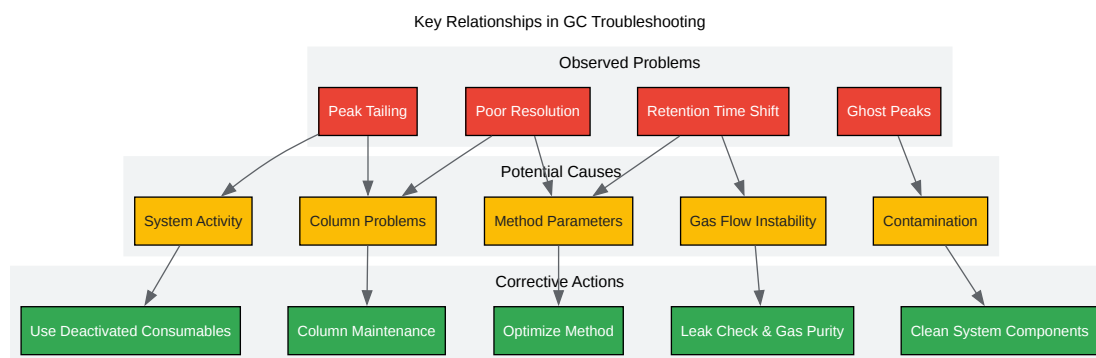 Key Relationships in GC Troubleshooting
Observed Problems
Peak Tailing
Poor Resolution
Retention Time Shift
Ghost Peaks
Potential Causes
System Activity
Column Problems
Method Parameters
Gas Flow Instability
Contamination
Corrective Actions
Use Deactivated Consumables
Column Maintenance
Optimize Method
Leak Check & Gas Purity
Clean System Components